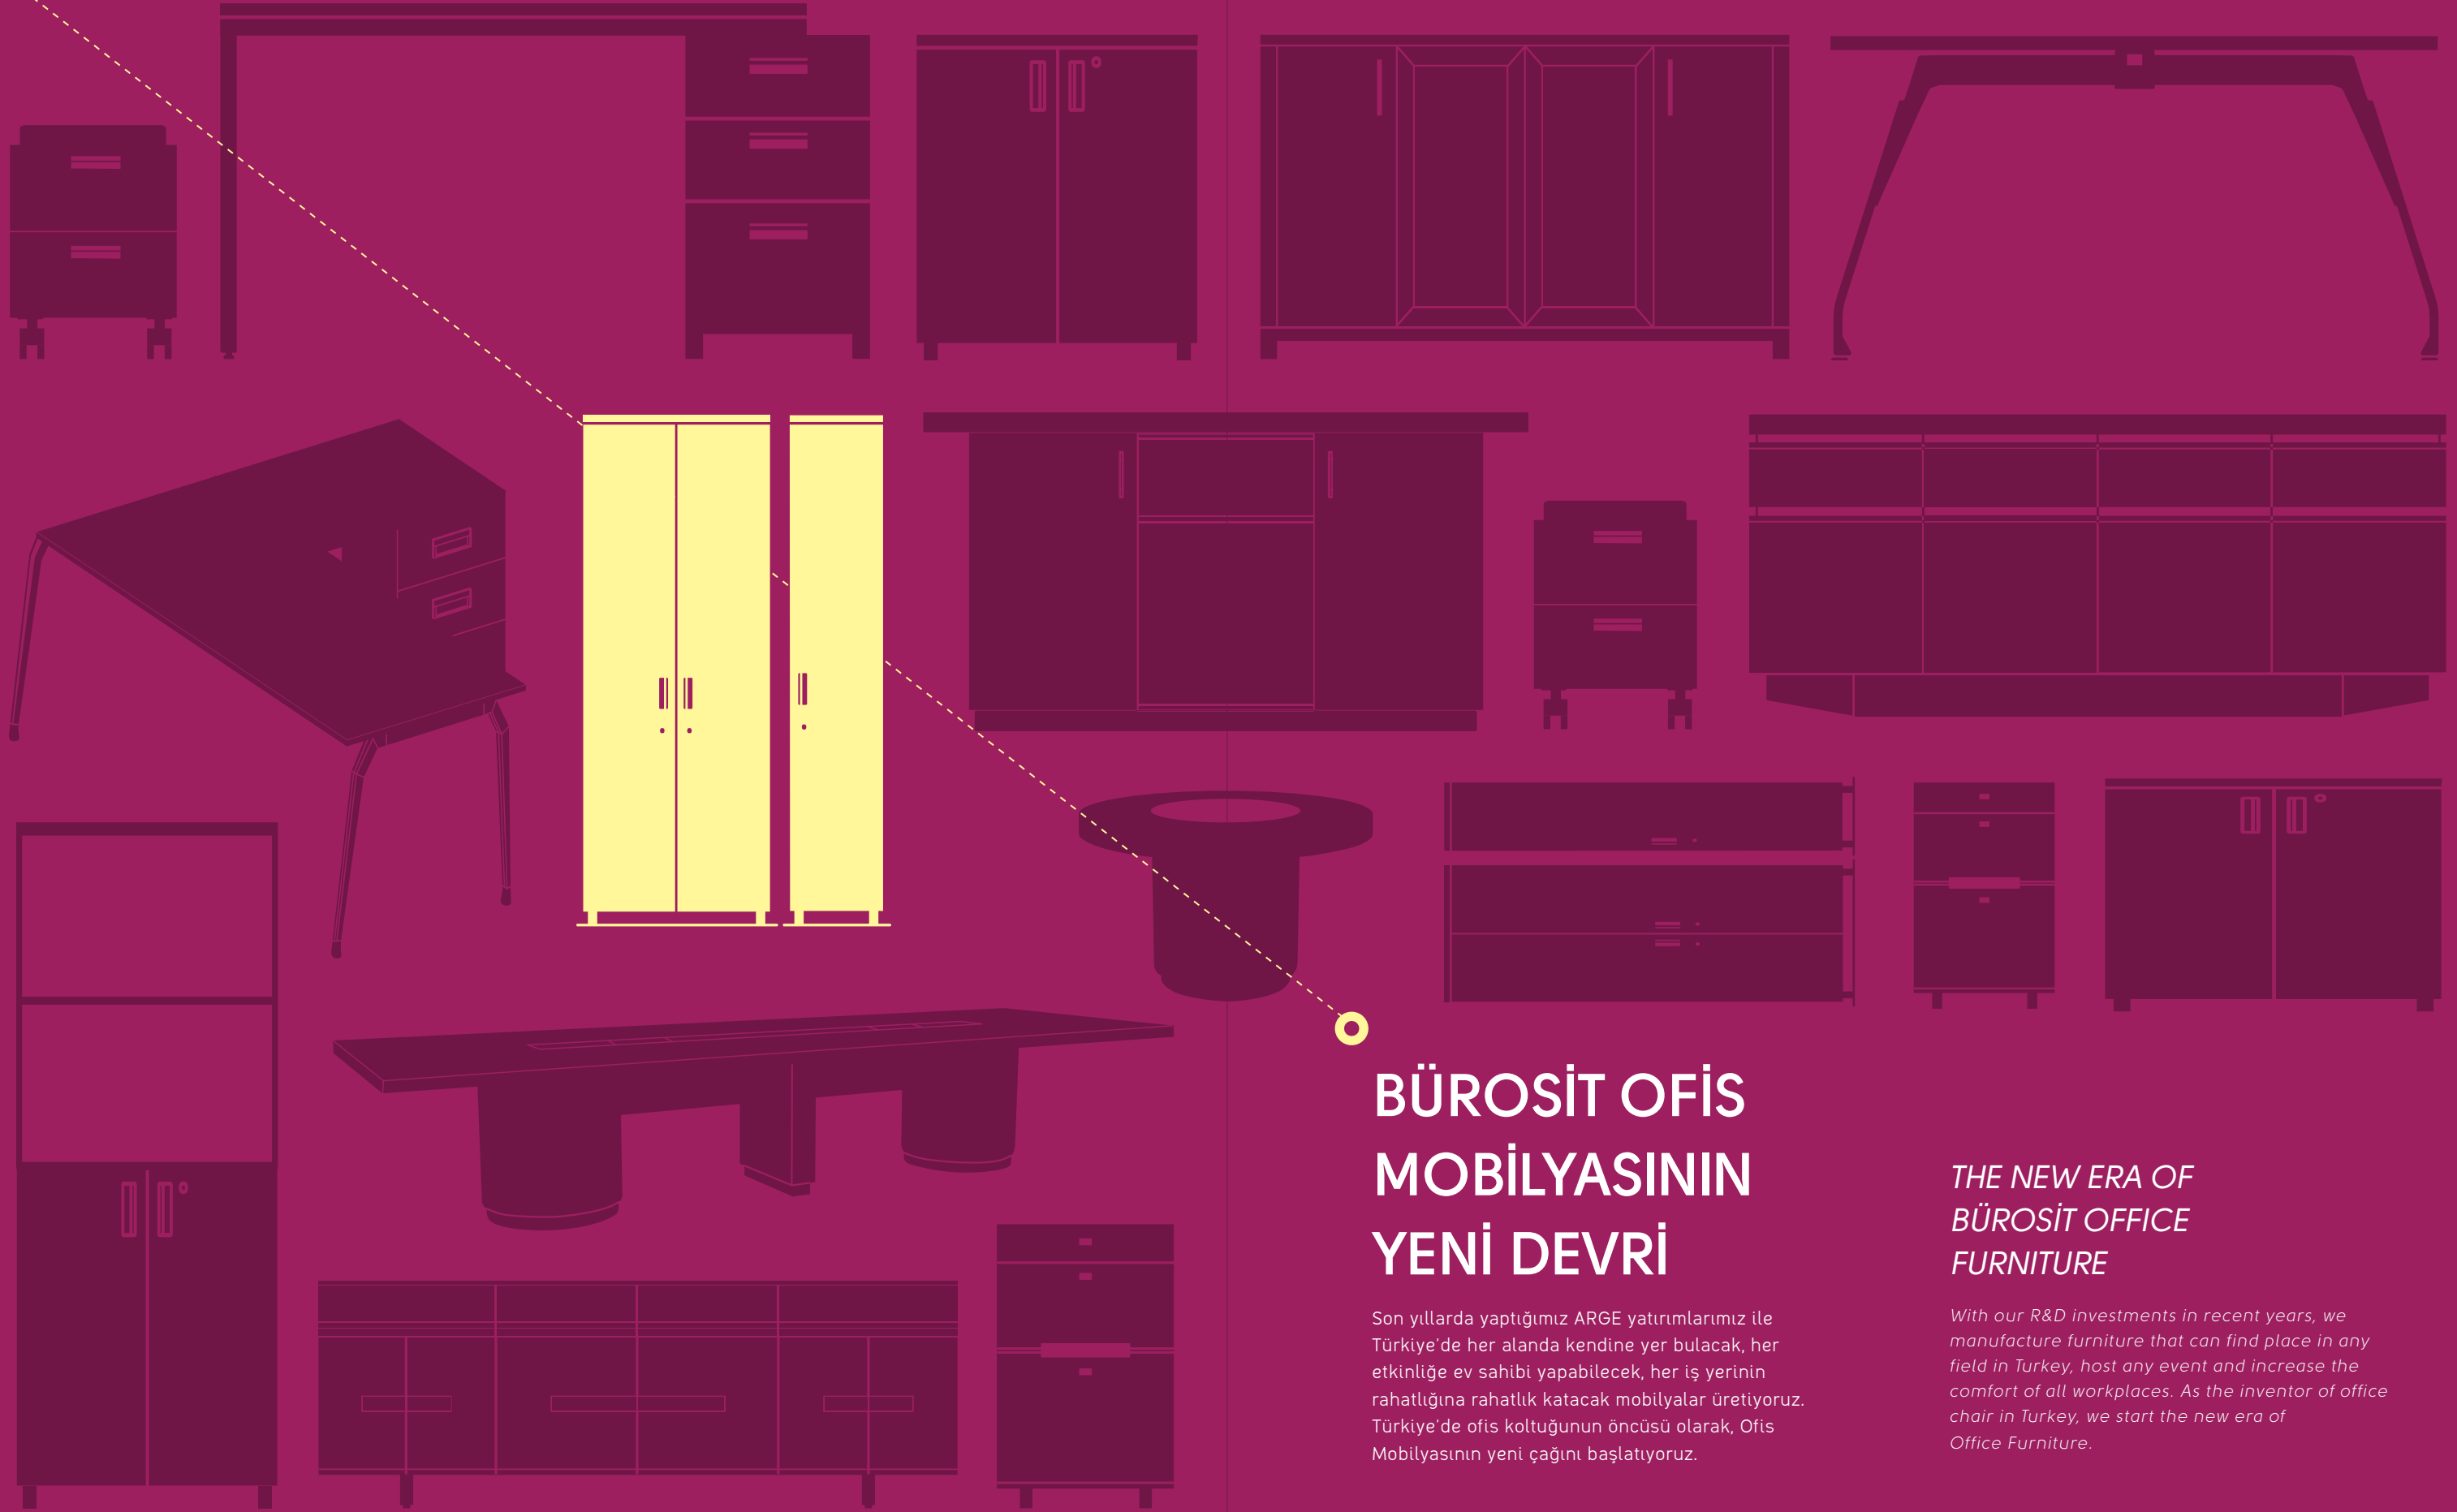 BÜROSİT OFİS
MOBİLYASININ
YENİ DEVRİ
Son yıllarda yaptığımız ARGE yatırımlarımız ile
Türkiye'de her alanda kendine yer bulacak, her
etkinliğe ev sahibi yapabilecek, her iş yerinin
rahatlığına rahatlık katacak mobilyalar üretiyoruz.
Türkiye'de ofis koltuğunun öncüsü olarak, Ofis
Mobilyasının yeni çağını başlatıyoruz.
THE NEW ERA OF
BÜROSİT OFFICE
FURNITURE
With our R&D investments in recent years, we
manufacture furniture that can find place in any
field in Turkey, host any event and increase the
comfort of all workplaces. As the inventor of office
chair in Turkey, we start the new era of
Office Furniture.